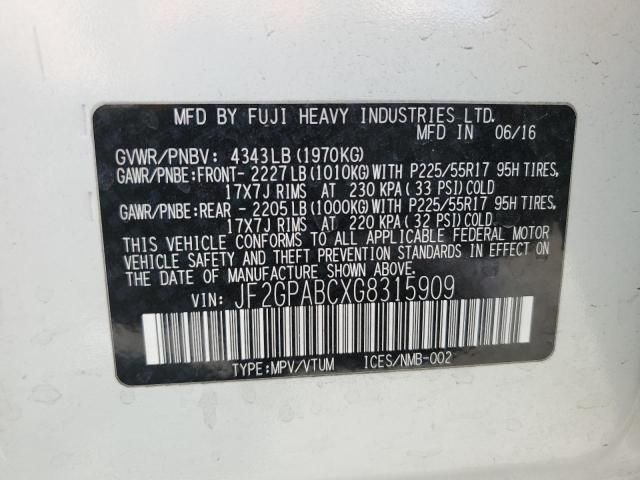 MFD BY FUJI HEAVY INDUSTRIES LTD.
MFD IN 06/16
GVWR/PNBV: 4343LB(1970KG)
GAWR/PNBE:FRONT- 2227LB(1010KG)WITH P225/55R17 95H TIRES,
17X7J RIMS AT 230 KPA(33 PSI)COLD
GAWR/PNBE:REAR - 2205LB(1000KG)WITH P225/55R17 95H TIRES,
17X7J RIMS AT 220 KPA(32 PSI)COLD.
THIS VEHICLE CONFORMS TO ALL APPLICABLE FEDERAL MOTOR
VEHICLE SAFETY AND THEFT PREVENTION STANDARDS IN EFFECT ON
THE DATE OF MANUFACTURE SHOWN ABOVE.
VIN: JF2GPABCXG8315909
TYPE:MPV/VTUM ICES/NMB-002